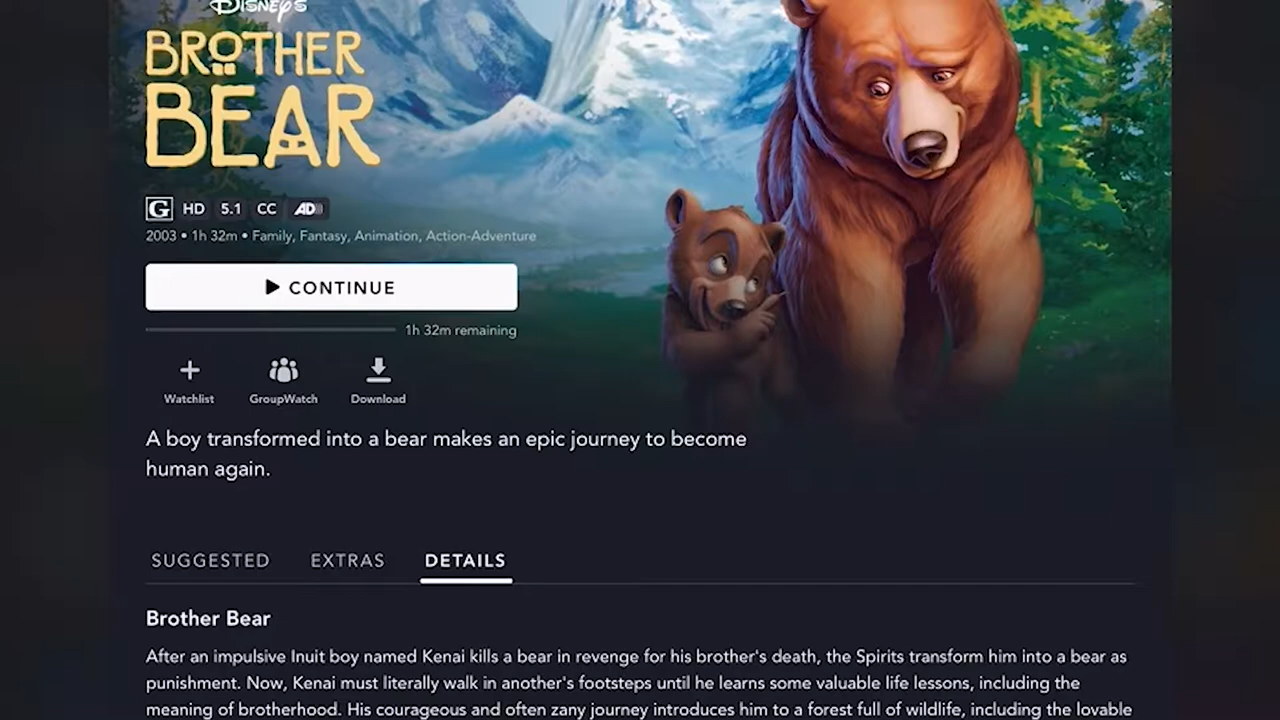 Disney's
BROTHER
BEAR
G HD 5.1 CC AD
2003 • 1h 32m • Family, Fantasy, Animation, Action-Adventure
CONTINUE
1h 32m remaining
Watchlist GroupWatch Download
A boy transformed into a bear makes an epic journey to become
human again.
SUGGESTED EXTRAS DETAILS
Brother Bear
After an impulsive Inuit boy named Kenai kills a bear in revenge for his brother's death, the Spirits transform him into a bear as
punishment. Now, Kenai must literally walk in another's footsteps until he learns some valuable life lessons, including the
meaning of brotherhood. His courageous and often zany journey introduces him to a forest full of wildlife, including the lovable